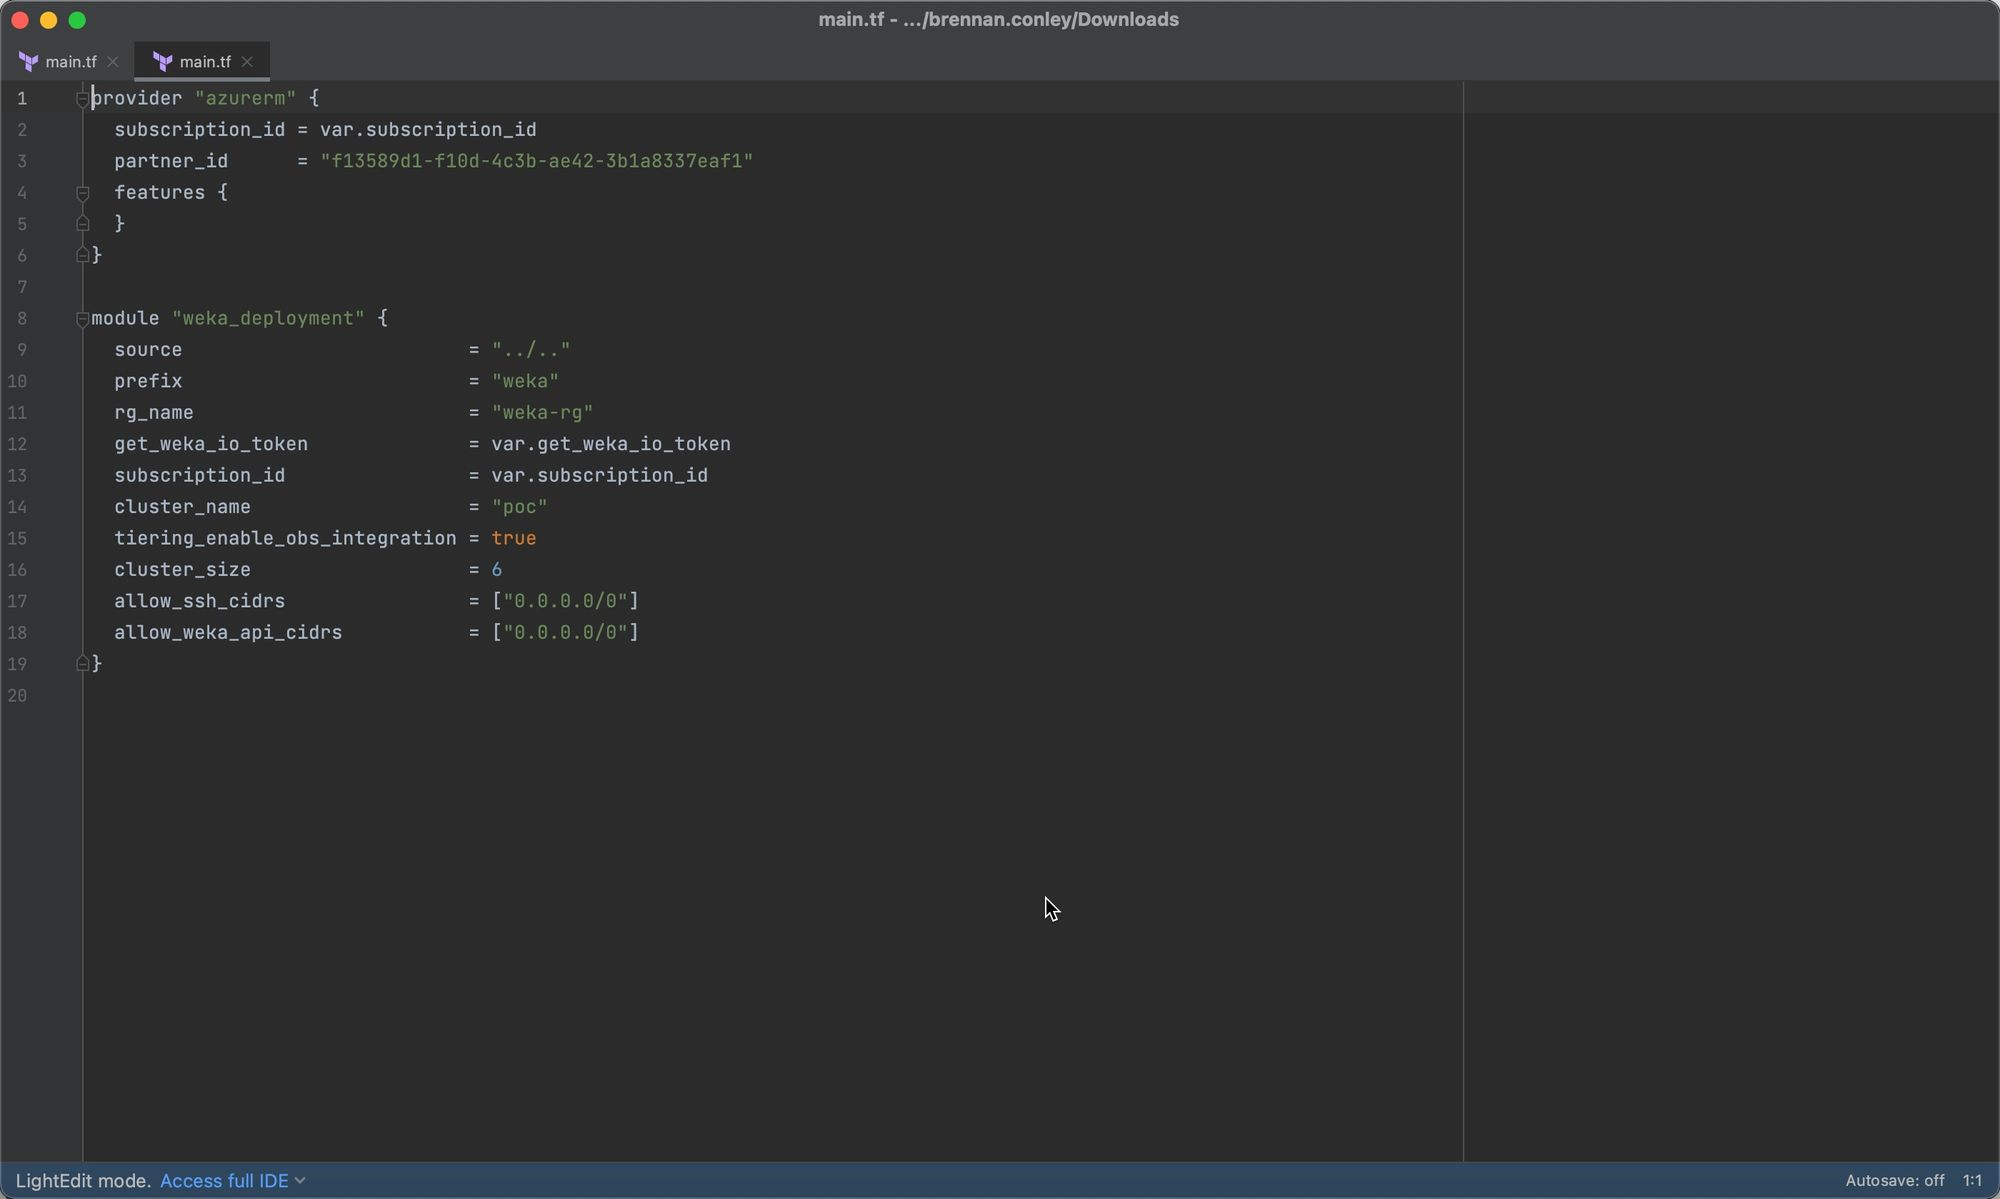 main.tf - .../brennan.conley/Downloads
main.tf
main.tf
1 provider "azurerm" {
2   subscription_id = var.subscription_id
3   partner_id      = "f13589d1-f10d-4c3b-ae42-3b1a8337eaf1"
4   features {
5   }
6 }
7
8 module "weka_deployment" {
9   source                         = "../.."
10   prefix                         = "weka"
11   rg_name                        = "weka-rg"
12   get_weka_io_token              = var.get_weka_io_token
13   subscription_id                = var.subscription_id
14   cluster_name                   = "poc"
15   tiering_enable_obs_integration = true
16   cluster_size                   = 6
17   allow_ssh_cidrs                = ["0.0.0.0/0"]
18   allow_weka_api_cidrs           = ["0.0.0.0/0"]
19 }
20
LightEdit mode. Access full IDE
Autosave: off 1:1